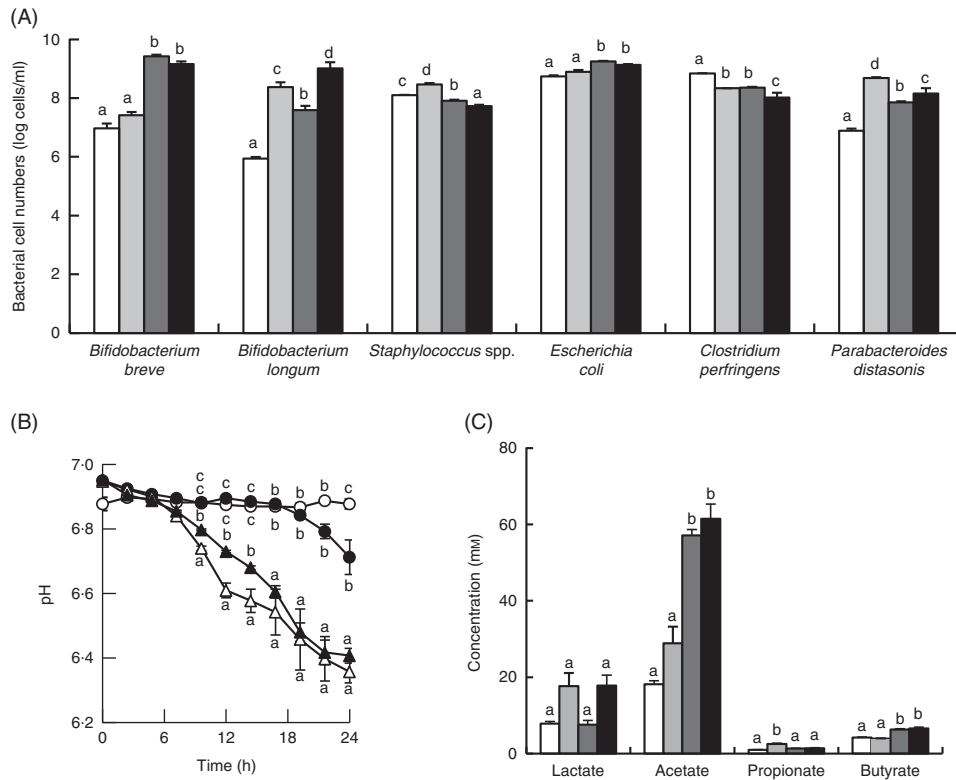 (A)
10
8
6
4
2
0
Bacterial cell numbers (log cells/ml)
a a b b
a c b d
c d b a
a a b b
a b b c
a d b c
Bifidobacterium breve
Bifidobacterium longum
Staphylococcus spp.
Escherichia coli
Clostridium perfringens
Parabacteroides distasonis
(B)
7·0
6·8
6·6
6·4
6·2
pH
c c b b c
c c c b
b b b b b
b b a a a a
a a a a a a a
0 6 12 18 24
Time (h)
(C)
80
60
40
20
0
Concentration (mM)
a a a a
a a b b
a b a a
a a b b
Lactate Acetate Propionate Butyrate